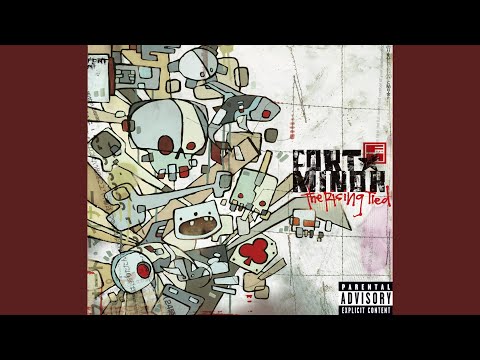 FORT
MINOR
The Rising Tied
PARENTAL
ADVISORY
EXPLICIT CONTENT